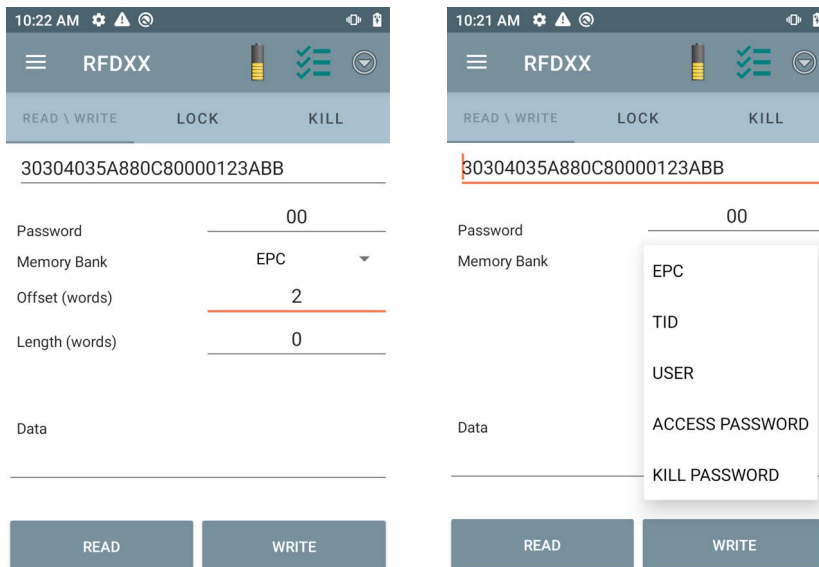 10:22 AM
RFDXX
READ \ WRITE LOCK KILL
30304035A880C80000123ABB
Password 00
Memory Bank EPC
Offset (words) 2
Length (words) 0
Data
READ WRITE
10:21 AM
RFDXX
READ \ WRITE LOCK KILL
30304035A880C80000123ABB
Password 00
Memory Bank
EPC
TID
USER
Data
ACCESS PASSWORD
KILL PASSWORD
READ WRITE